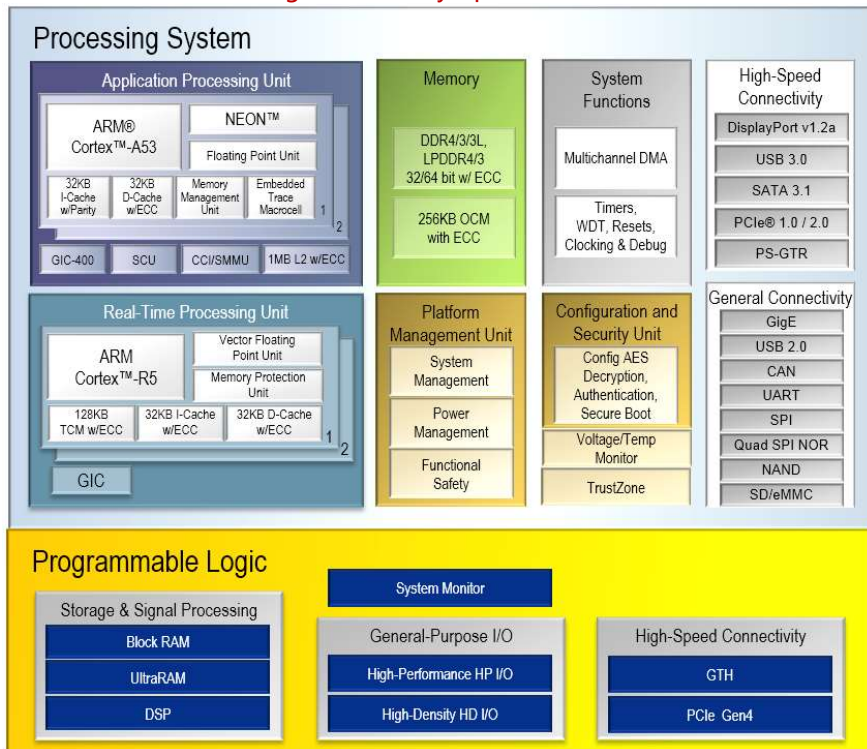 Processing System
Application Processing Unit
ARM®
Cortex™-A53
NEON™
Floating Point Unit
32KB
I-Cache
w/Parity
32KB
D-Cache
w/ECC
Memory
Management
Unit
Embedded
Trace
Macrocell
1
2
GIC-400
SCU
CCI/SMMU
1MB L2 w/ECC
Memory
DDR4/3/3L,
LPDDR4/3
32/64 bit w/ ECC
256KB OCM
with ECC
System
Functions
Multichannel DMA
Timers,
WDT, Resets,
Clocking & Debug
High-Speed
Connectivity
DisplayPort v1.2a
USB 3.0
SATA 3.1
PCIe® 1.0 / 2.0
PS-GTR
Real-Time Processing Unit
ARM
Cortex™-R5
Vector Floating
Point Unit
Memory Protection
Unit
128KB
TCM w/ECC
32KB I-Cache
w/ECC
32KB D-Cache
w/ECC
1
2
GIC
Platform
Management Unit
System
Management
Power
Management
Functional
Safety
Configuration and
Security Unit
Config AES
Decryption,
Authentication,
Secure Boot
Voltage/Temp
Monitor
TrustZone
General Connectivity
GigE
USB 2.0
CAN
UART
SPI
Quad SPI NOR
NAND
SD/eMMC
Programmable Logic
Storage & Signal Processing
Block RAM
UltraRAM
DSP
System Monitor
General-Purpose I/O
High-Performance HP I/O
High-Density HD I/O
High-Speed Connectivity
GTH
PCIe Gen4